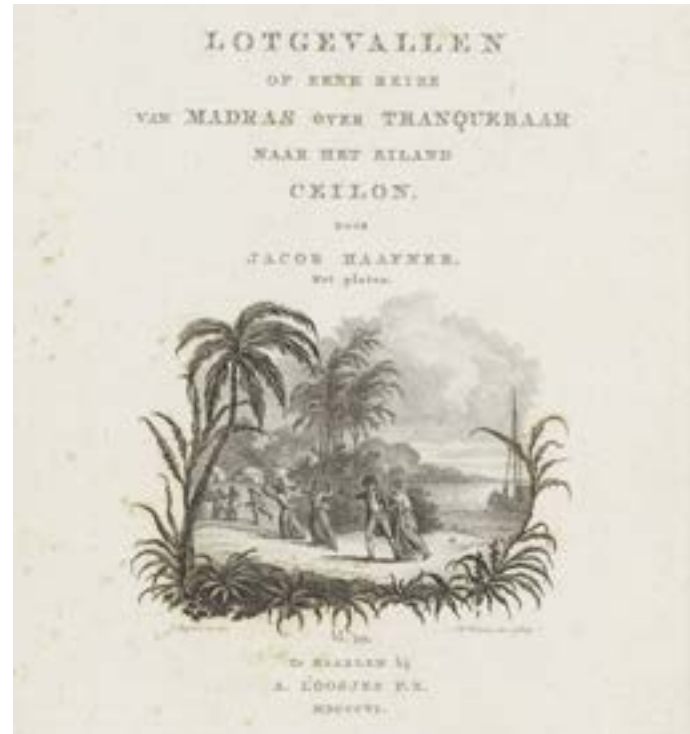 LOTGEVALLEN
OP EENE REIZE
VAN MADRAS OVER TRANQUEBAAR
NAAR HET EILAND
CEILON.
DOOR
JACOB HAAFNER.
Met platen.
Te HAARLEM bij
A. LOOSJES P.Z.
MDCCCVI.